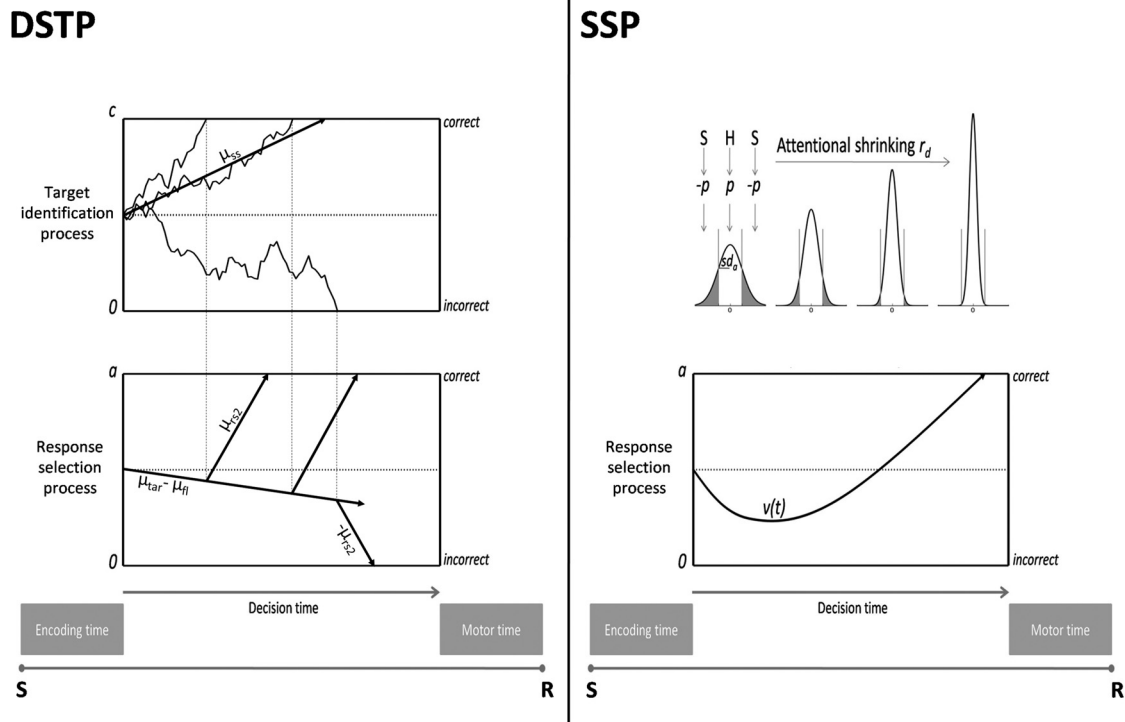 DSTP
c
correct
μss
Target
identification
process
0
incorrect
a
correct
μrs2
Response
selection
process
μtar- μfl
-μrs2
0
incorrect
Decision time
Encoding time
Motor time
S
R
SSP
S H S
Attentional shrinking rd
-p p -p
sda
0 0 0 0
a
correct
Response
selection
process
v(t)
0
incorrect
Decision time
Encoding time
Motor time
S
R